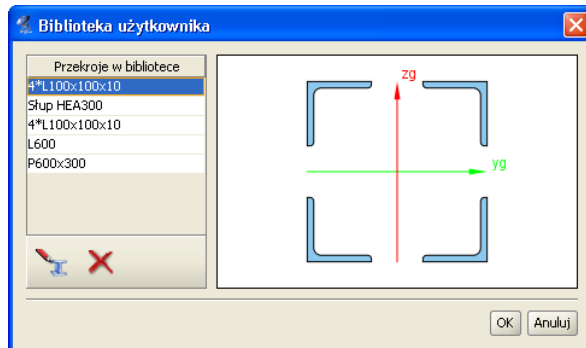 Biblioteka użytkownika
Przekroje w bibliotece
4*L100x100x10
Słup HEA300
4*L100x100x10
L600
P600x300
zg
yg
OK Anuluj